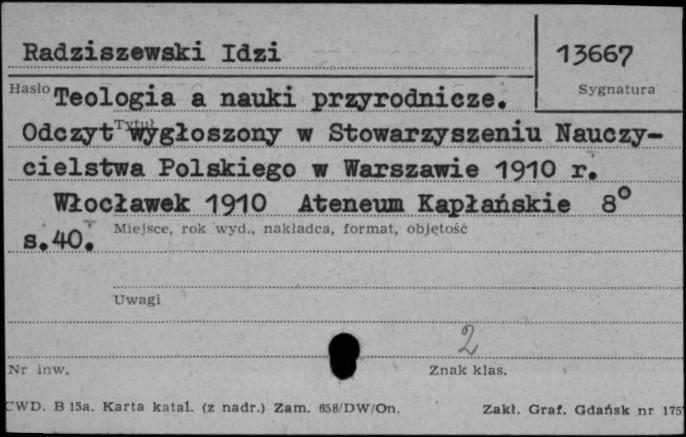 Radziszewski Idzi
13667
Hasło
Sygnatura
Teologia a nauki przyrodnicze.
Tytuł
Odczyt wygłoszony w Stowarzyszeniu Nauczy-
cielstwa Polskiego w Warszawie 1910 r.
Włocławek 1910 Ateneum Kapłańskie 8°
s.40.
Miejsce, rok wyd., nakładca, format, objętość
Uwagi
2
Nr inw.
Znak klas.
CWD. B 15a. Karta katal. (z nadr.) Zam. 658/DW/On.
Zakł. Graf. Gdańsk nr 175